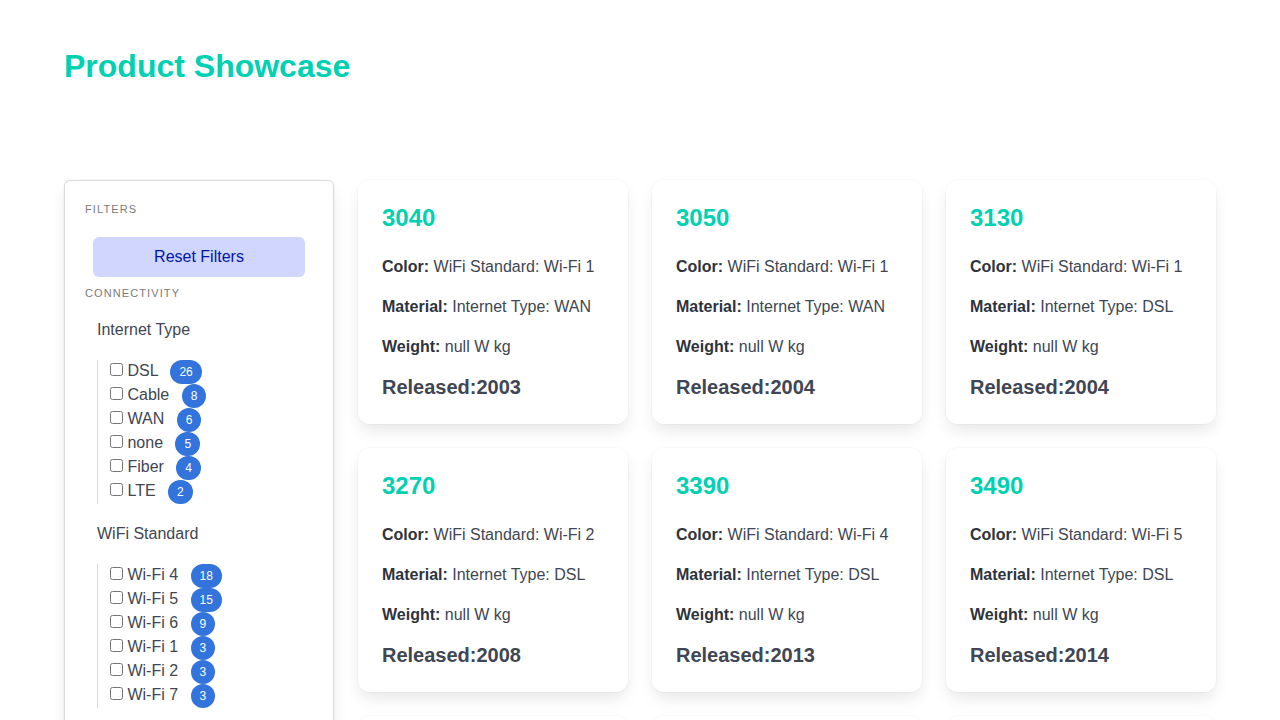 Product Showcase
FILTERS
Reset Filters
CONNECTIVITY
Internet Type
DSL 26
Cable 8
WAN 6
none 5
Fiber 4
LTE 2
WiFi Standard
Wi-Fi 4 18
Wi-Fi 5 15
Wi-Fi 6 9
Wi-Fi 1 3
Wi-Fi 2 3
Wi-Fi 7 3
3040
Color: WiFi Standard: Wi-Fi 1
Material: Internet Type: WAN
Weight: null W kg
Released:2003
3050
Color: WiFi Standard: Wi-Fi 1
Material: Internet Type: WAN
Weight: null W kg
Released:2004
3130
Color: WiFi Standard: Wi-Fi 1
Material: Internet Type: DSL
Weight: null W kg
Released:2004
3270
Color: WiFi Standard: Wi-Fi 2
Material: Internet Type: DSL
Weight: null W kg
Released:2008
3390
Color: WiFi Standard: Wi-Fi 4
Material: Internet Type: DSL
Weight: null W kg
Released:2013
3490
Color: WiFi Standard: Wi-Fi 5
Material: Internet Type: DSL
Weight: null W kg
Released:2014